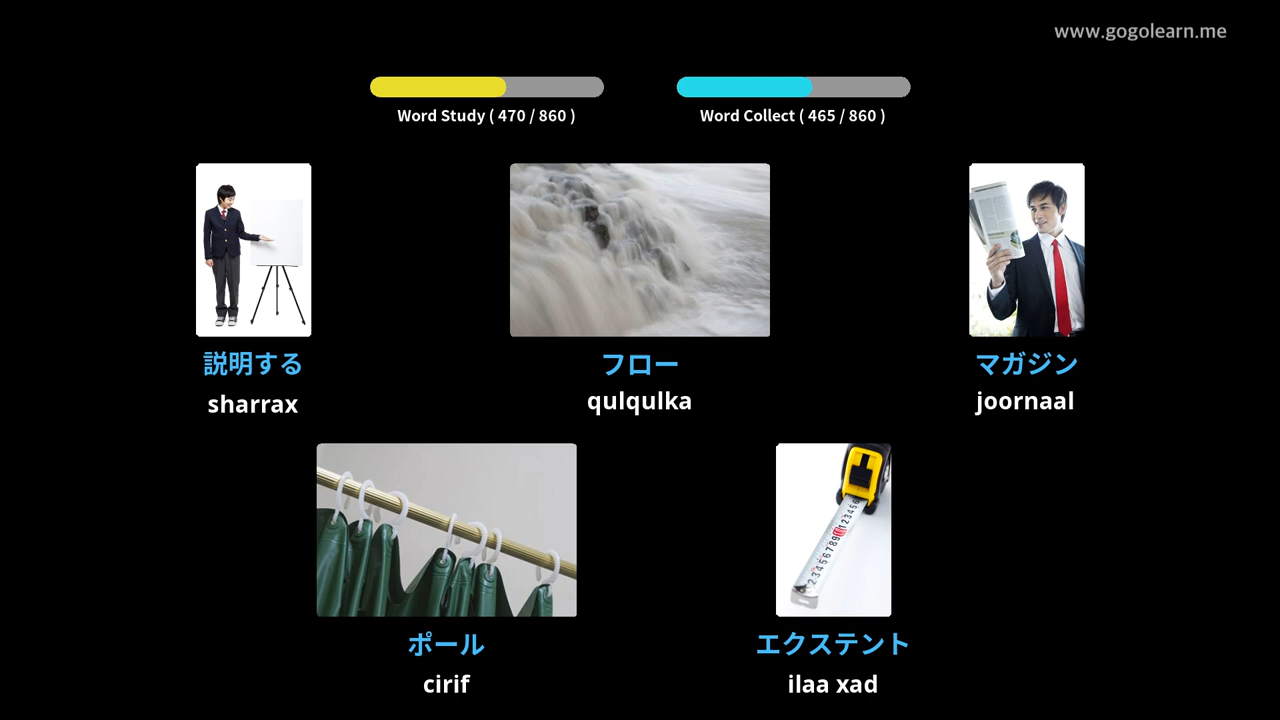 www.gogolearn.me
Word Study ( 470 / 860 )
Word Collect ( 465 / 860 )
説明する
sharrax
フロー
qulqulka
マガジン
joornaal
ポール
cirif
エクステント
ilaa xad